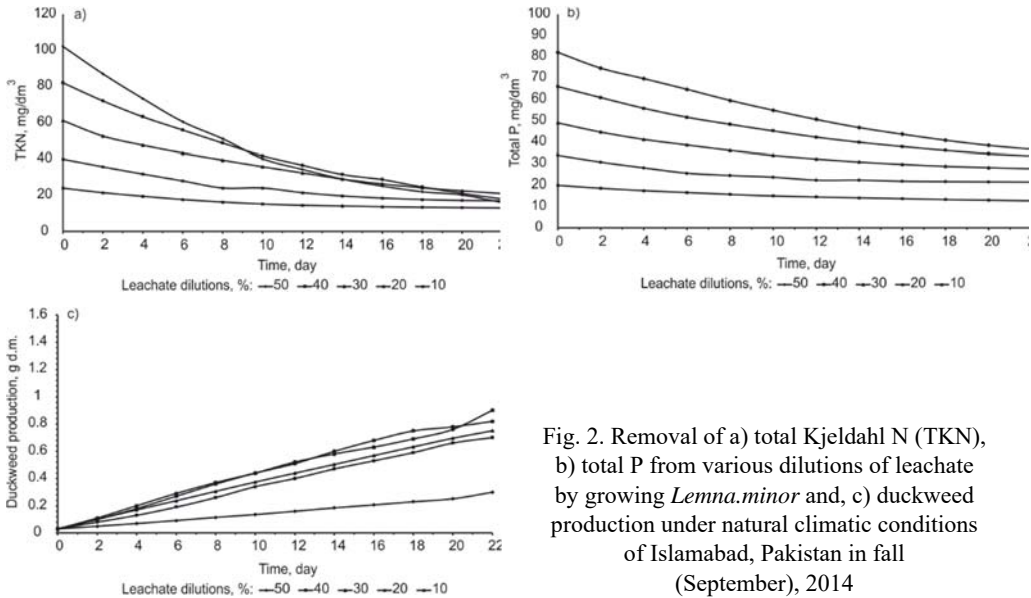 a)
120
100
80
60
40
20
0
TKN, mg/dm³
0 2 4 6 8 10 12 14 16 18 20 2
Time, day
Leachate dilutions, %: 50 40 30 20 10
b)
100
90
80
70
60
50
40
30
20
10
0
Total P, mg/dm³
0 2 4 6 8 10 12 14 16 18 20 2
Time, day
Leachate dilutions, %: 50 40 30 20 10
c)
1.6
1.4
1.2
1
0.8
0.6
0.4
0.2
0
Duckweed production, g d.m.
0 2 4 6 8 10 12 14 16 18 20 22
Time, day
Leachate dilutions, %: 50 40 30 20 10
Fig. 2. Removal of a) total Kjeldahl N (TKN),
b) total P from various dilutions of leachate
by growing Lemna.minor and, c) duckweed
production under natural climatic conditions
of Islamabad, Pakistan in fall
(September), 2014